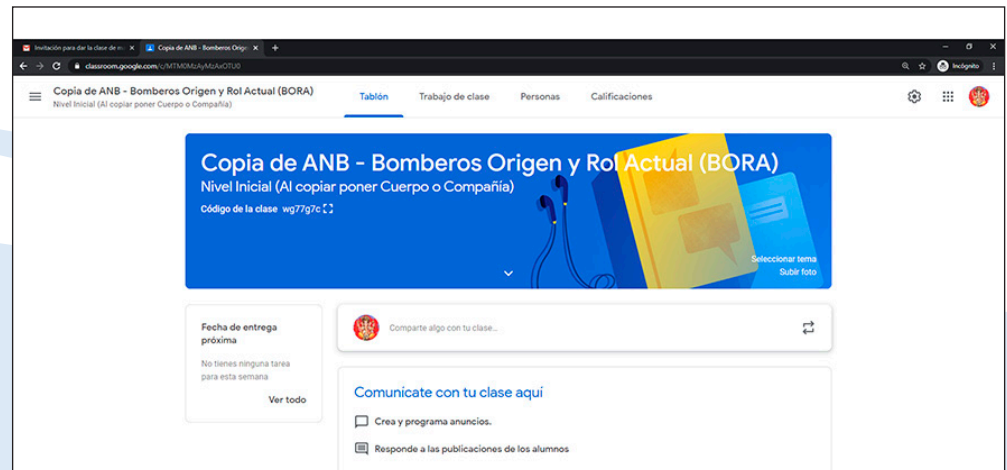 Invitación para dar la clase de m
Copia de ANB - Bomberos Orige
classroom.google.com/c/MTM0MzAyMzAxOTU0
Incógnito
Copia de ANB - Bomberos Origen y Rol Actual (BORA)
Nivel Inicial (Al copiar poner Cuerpo o Compañía)
Tablón
Trabajo de clase
Personas
Calificaciones
Copia de ANB - Bomberos Origen y Rol Actual (BORA)
Nivel Inicial (Al copiar poner Cuerpo o Compañía)
Código de la clase wg77g7c
Seleccionar tema
Subir foto
Fecha de entrega
próxima
No tienes ninguna tarea
para esta semana
Ver todo
Comparte algo con tu clase…
Comunícate con tu clase aquí
Crea y programa anuncios.
Responde a las publicaciones de los alumnos